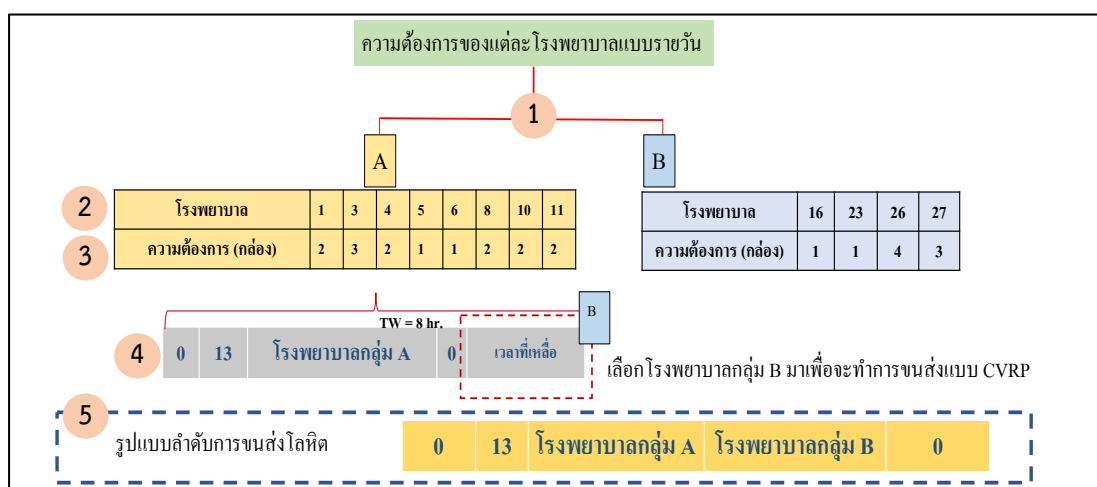 ความต้องการของแต่ละโรงพยาบาลแบบรายวัน
1
A B
2 โรงพยาบาล 1 3 4 5 6 8 10 11 โรงพยาบาล 16 23 26 27
3 ความต้องการ (กล่อง) 2 3 2 1 1 2 2 2 ความต้องการ (กล่อง) 1 1 4 3
B
TW = 8 hr.
4 0 13 โรงพยาบาลกลุ่ม A 0 เวลาที่เหลือ
เลือกโรงพยาบาลกลุ่ม B มาเพื่อจะทำการขนส่งแบบ CVRP
5
รูปแบบลำดับการขนส่งโลหิต 0 13 โรงพยาบาลกลุ่ม A โรงพยาบาลกลุ่ม B 0